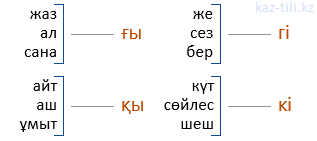 kaz-tili.kz
жаз
ал
сана
ғы
же
сез
бер
гі
айт
аш
ұмыт
қы
күт
сөйлес
шеш
кі